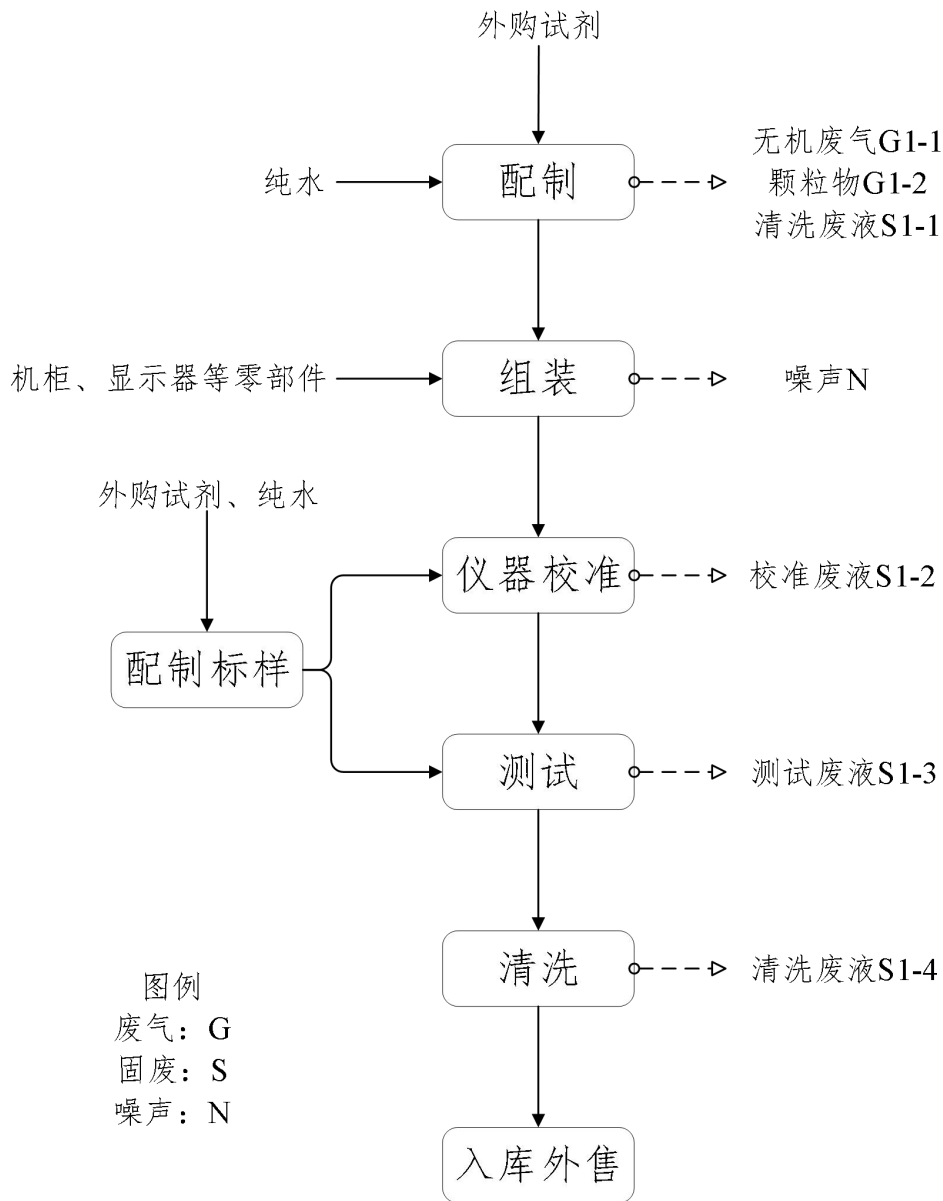 外购试剂
纯水
配制
无机废气G1-1
颗粒物G1-2
清洗废液S1-1
机柜、显示器等零部件
组装
噪声N
外购试剂、纯水
仪器校准
校准废液S1-2
配制标样
测试
测试废液S1-3
清洗
清洗废液S1-4
图例
废气：G
固废：S
噪声：N
入库外售